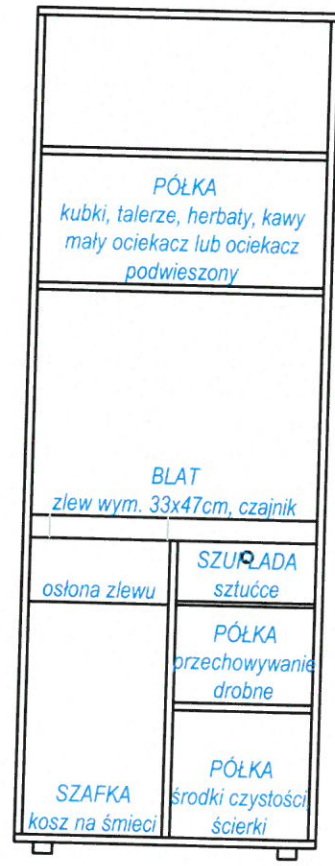 PÓŁKA
kubki, talerze, herbaty, kawy
mały ociekacz lub ociekacz
podwieszony
BLAT
zlew wym. 33x47cm, czajnik
osłona zlewu
SZUFLADA
sztućce
PÓŁKA
przechowywanie
drobne
SZAFKA
kosz na śmieci
PÓŁKA
środki czystości,
ścierki